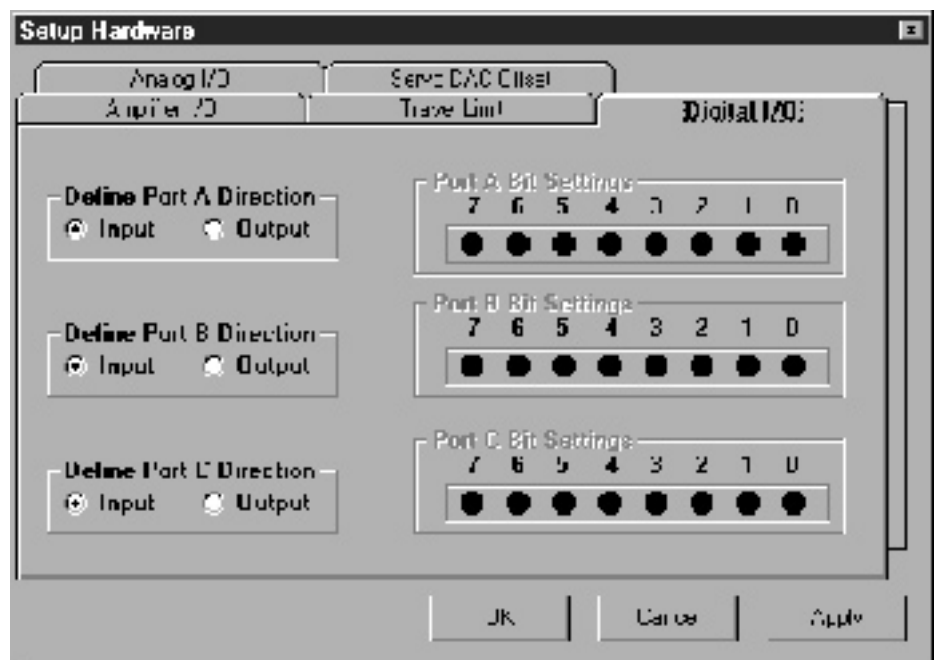 Setup Hardware
Analog I/O Servo DAC Offset
Amplifier I/O Travel Limit Digital I/O:
Define Port A Direction
Input Output
Port A Bit Settings
7 6 5 4 3 2 1 0
Define Port B Direction
Input Output
Port B Bit Settings
7 6 5 4 3 2 1 0
Define Port C Direction
Input Output
Port C Bit Settings
7 6 5 4 3 2 1 0
OK Cancel Apply